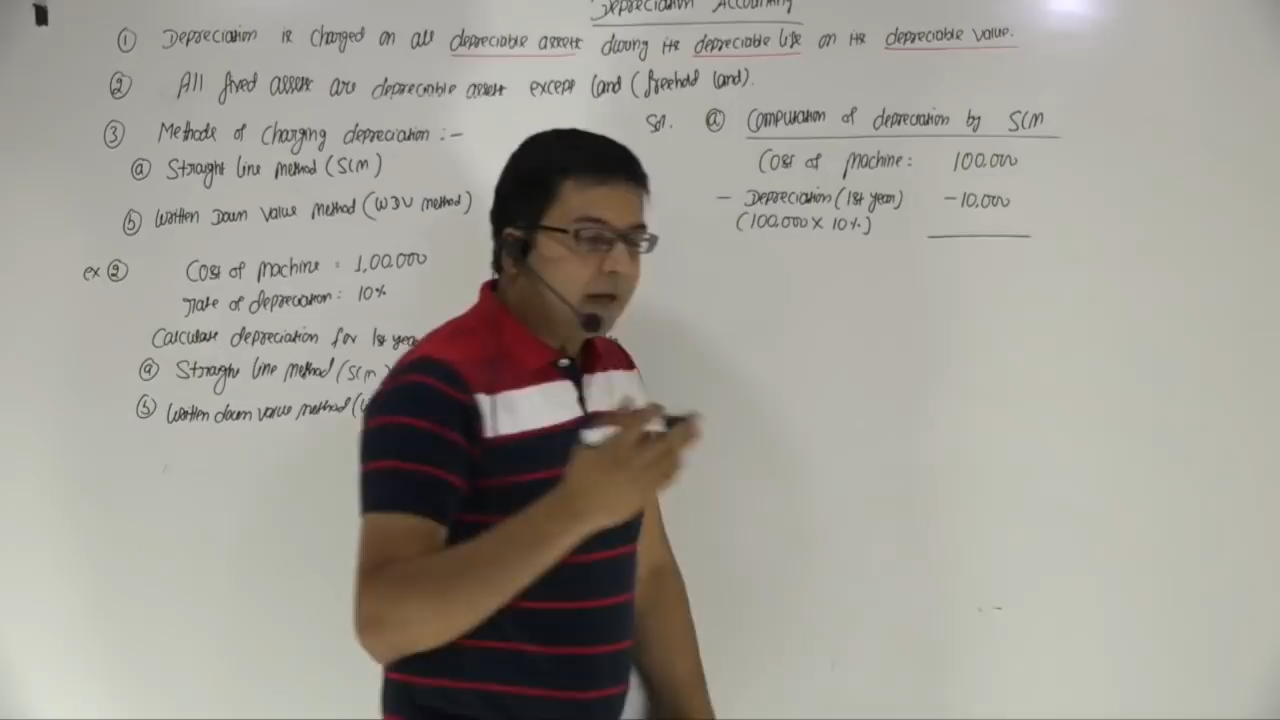 Depreciation Accounting
① Depreciation is charged on all depreciable assets during its depreciable life on its depreciable value.
② All fixed assets are depreciable assets except land (freehold land).
③ Methods of charging depreciation :-
ⓐ Straight line method (SLM)
ⓑ Written Down Value Method (WDV method)
ex ② Cost of machine = 1,00,000
Rate of depreciation: 10%
Calculate depreciation for 1st year
ⓐ Straight line method (SLM)
ⓑ Written down value method (
Sol. ⓐ Computation of depreciation by SLM
Cost of machine: 100,000
- Depreciation (1st year) -10,000
(100,000 x 10%)